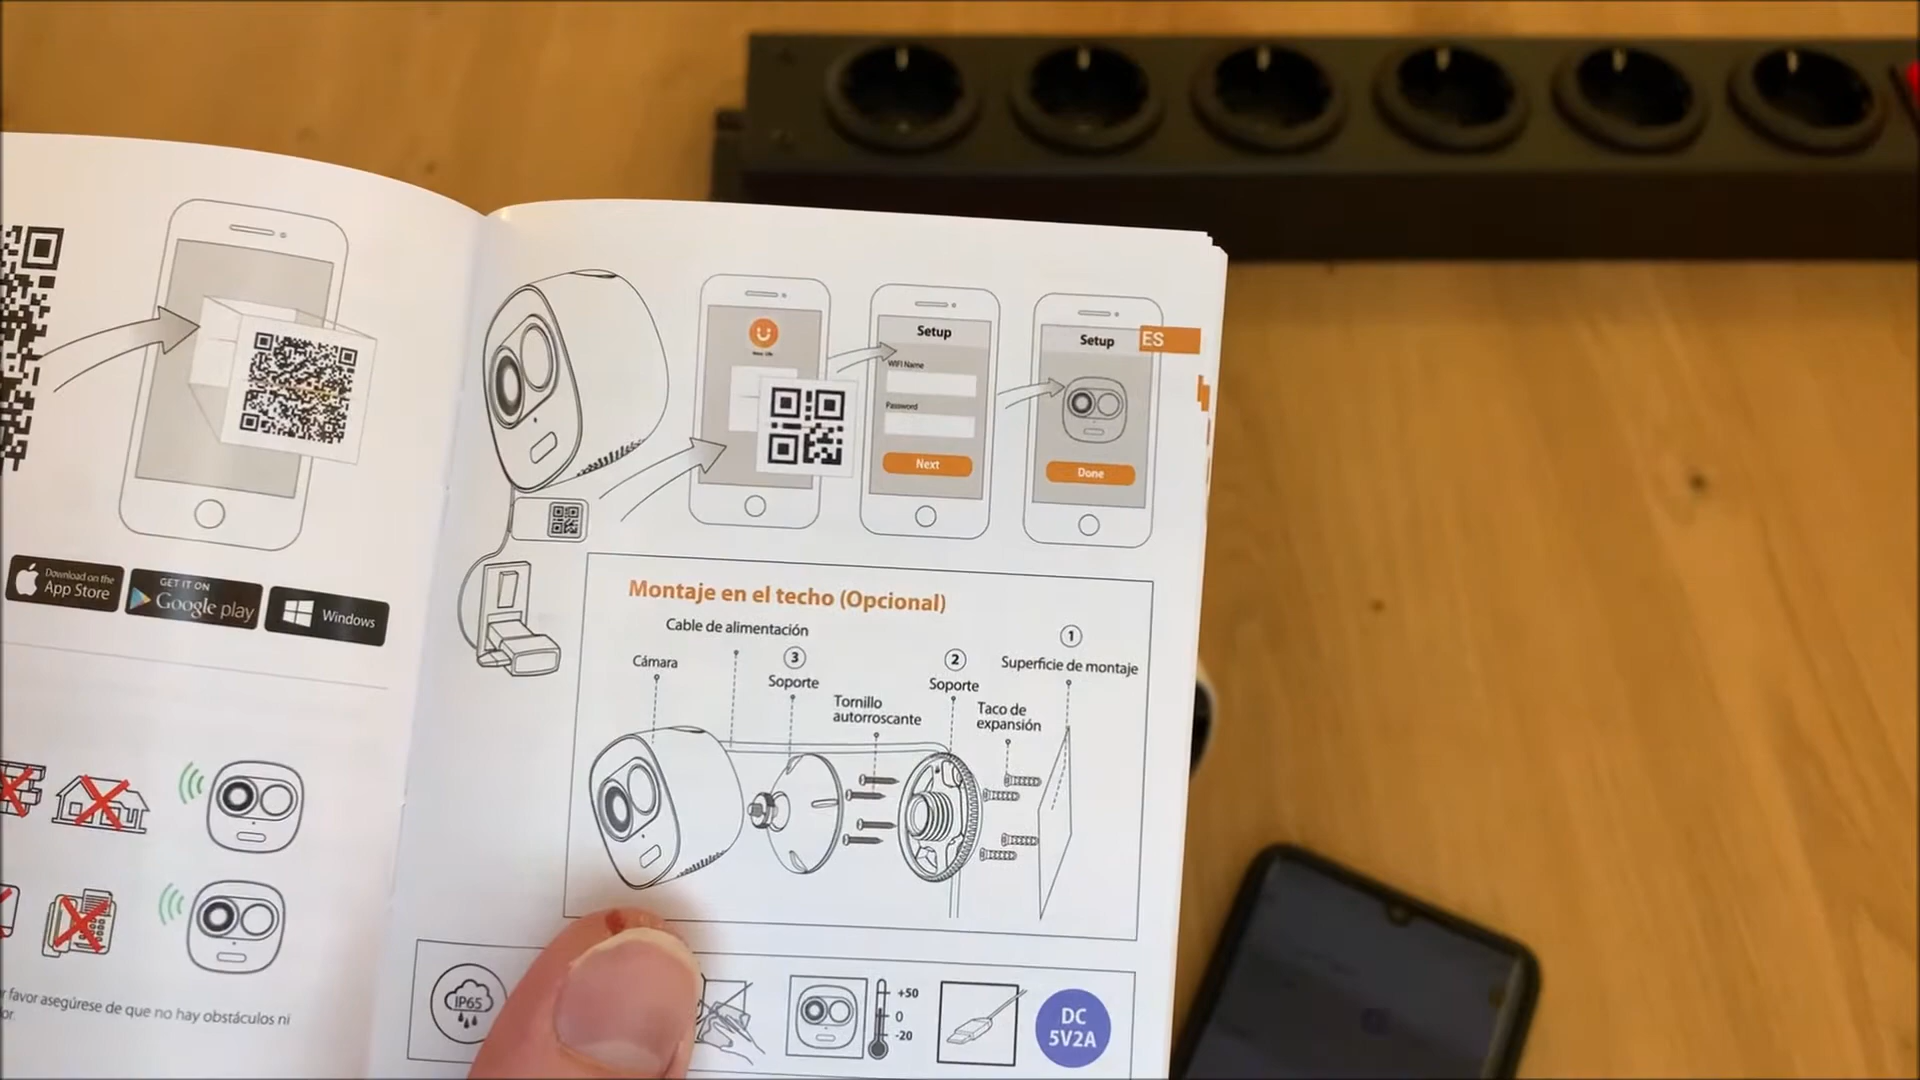 Download on the
App Store
GET IT ON
Google play
Windows
r favor asegúrese de que no hay obstáculos ni
or.
Setup
WIFI Name
Password
Next
Setup
Done
ES
Montaje en el techo (Opcional)
Cable de alimentación
Cámara
3
Soporte
Tornillo
autorroscante
2
Soporte
Taco de
expansión
1
Superficie de montaje
IP65
+50
0
-20
DC
5V2A